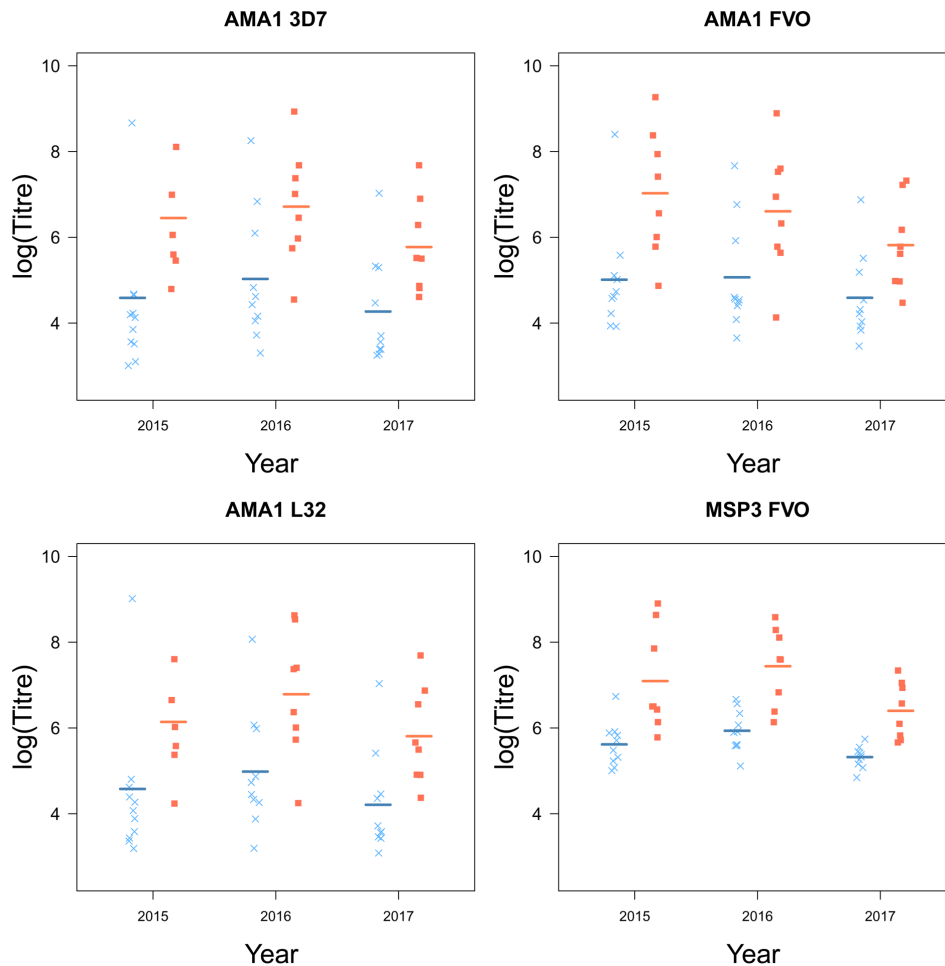 AMA1 3D7
10
8
6
4
log(Titre)
2015
2016
2017
Year
AMA1 FVO
10
8
6
4
log(Titre)
2015
2016
2017
Year
AMA1 L32
10
8
6
4
log(Titre)
2015
2016
2017
Year
MSP3 FVO
10
8
6
4
log(Titre)
2015
2016
2017
Year